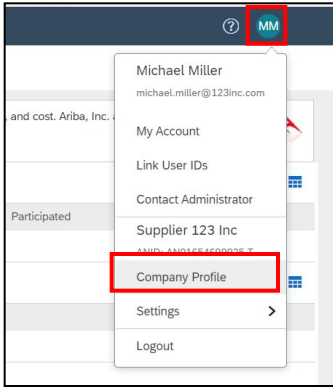 ? MM
Michael Miller
michael.miller@123inc.com
, and cost. Ariba, Inc.
My Account
Link User IDs
Contact Administrator
Participated
Supplier 123 Inc
Company Profile
Settings >
Logout